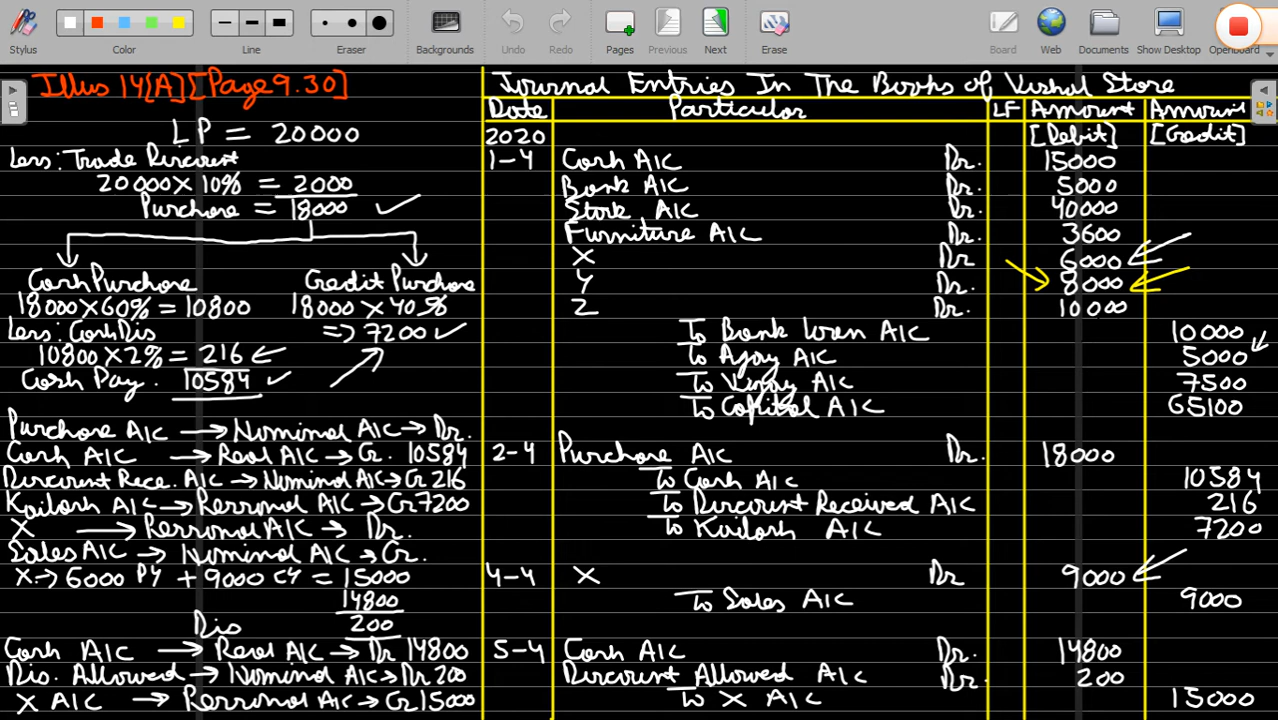 Stylus Color Line Eraser Backgrounds Undo Redo Pages Previous Next Erase Board Web Documents Show Desktop Openboard
Illus 14[A][Page 9.30]
LP = 20000
Less: Trade Discount
20000 × 10% = 2000
Purchase = 18000
Cash Purchase
18000 × 60% = 10800
Less: Cash Dis
10800 × 2% = 216
Cash Pay. 10584
Credit Purchase
18000 × 40%
=> 7200
Purchase A/C → Nominal A/C → Dr.
Cash A/C → Real A/C → Cr. 10584
Discount Rece. A/C → Nominal A/C → Cr 216
Kailash A/C → Personal A/C → Cr 7200
X → Personal A/C → Dr.
Sales A/C → Nominal A/C → Cr.
X → 6000 PY + 9000 CY = 15000
14800
Dis 200
Cash A/C → Real A/C → Dr 14800
Dis. Allowed → Nominal A/C → Dr 200
X A/C → Personal A/C → Cr 15000
Journal Entries In The Books of Vishal Store
Date Particular LF Amount Amount
2020 [Debit] [Credit]
1-4 Cash A/C Dr. 15000
Bank A/C Dr. 5000
Stock A/C Dr. 40000
Furniture A/C Dr. 3600
X Dr 6000
Y Dr. 8000
Z Dr. 10000
To Bank Loan A/C 10000
To Ajay A/C 5000
To Vijay A/C 7500
To Capital A/C 65100
2-4 Purchase A/C Dr. 18000
To Cash A/C 10584
To Discount Received A/C 216
To Kailash A/C 7200
4-4 X Dr 9000
To Sales A/C 9000
5-4 Cash A/C Dr. 14800
Discount Allowed A/C Dr. 200
To X A/C 15000